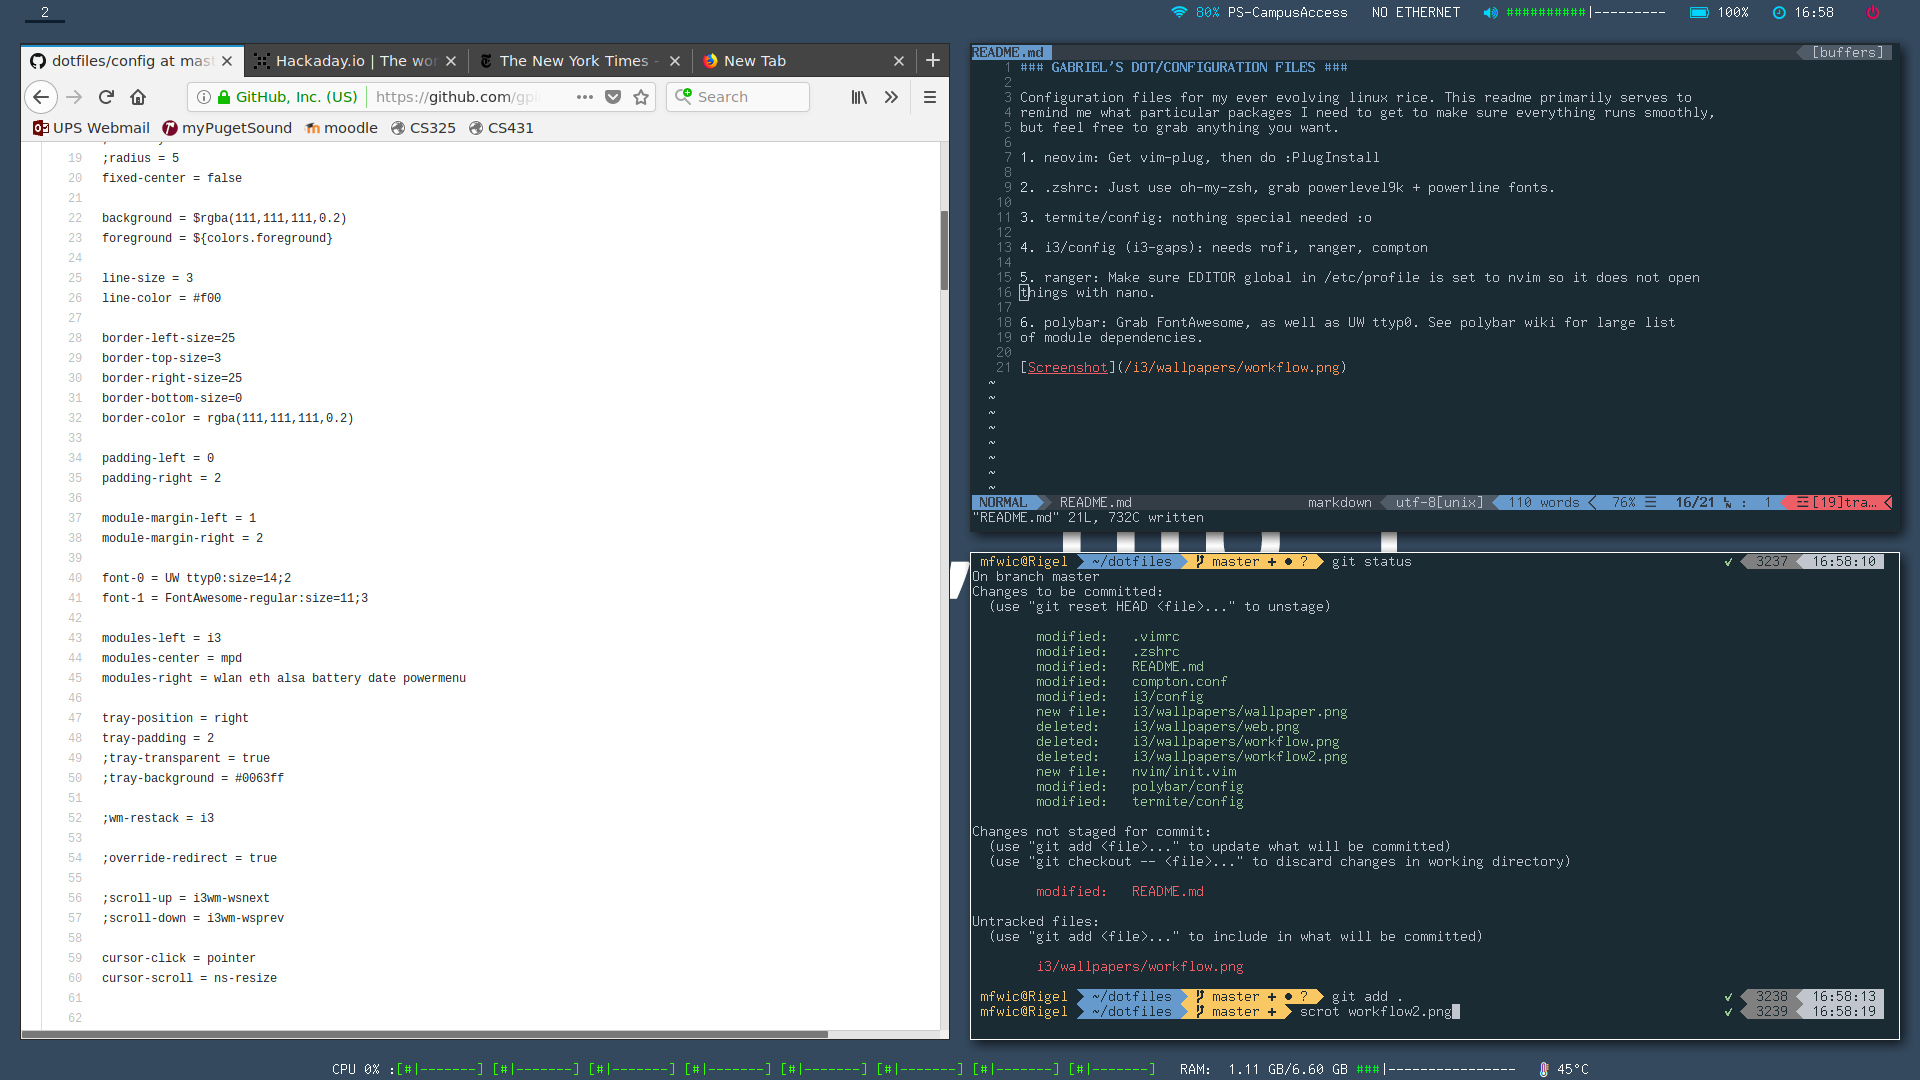 2
80% PS-CampusAccess NO ETHERNET ##########|--------- 100% 16:58
dotfiles/config at mast
Hackaday.io | The wor
The New York Times -
New Tab
GitHub, Inc. (US)
https://github.com/gpi
Search
UPS Webmail
myPugetSound
moodle
CS325
CS431
19 ;radius = 5
20 fixed-center = false
21
22 background = $rgba(111,111,111,0.2)
23 foreground = ${colors.foreground}
24
25 line-size = 3
26 line-color = #f00
27
28 border-left-size=25
29 border-top-size=3
30 border-right-size=25
31 border-bottom-size=0
32 border-color = rgba(111,111,111,0.2)
33
34 padding-left = 0
35 padding-right = 2
36
37 module-margin-left = 1
38 module-margin-right = 2
39
40 font-0 = UW ttyp0:size=14;2
41 font-1 = FontAwesome-regular:size=11;3
42
43 modules-left = i3
44 modules-center = mpd
45 modules-right = wlan eth alsa battery date powermenu
46
47 tray-position = right
48 tray-padding = 2
49 ;tray-transparent = true
50 ;tray-background = #0063ff
51
52 ;wm-restack = i3
53
54 ;override-redirect = true
55
56 ;scroll-up = i3wm-wsnext
57 ;scroll-down = i3wm-wsprev
58
59 cursor-click = pointer
60 cursor-scroll = ns-resize
61
62
README.md [buffers]
1 ### GABRIEL'S DOT/CONFIGURATION FILES ###
2
3 Configuration files for my ever evolving linux rice. This readme primarily serves to
4 remind me what particular packages I need to get to make sure everything runs smoothly,
5 but feel free to grab anything you want.
6
7 1. neovim: Get vim-plug, then do :PlugInstall
8
9 2. .zshrc: Just use oh-my-zsh, grab powerlevel9k + powerline fonts.
10
11 3. termite/config: nothing special needed :o
12
13 4. i3/config (i3-gaps): needs rofi, ranger, compton
14
15 5. ranger: Make sure EDITOR global in /etc/profile is set to nvim so it does not open
16 things with nano.
17
18 6. polybar: Grab FontAwesome, as well as UW ttyp0. See polybar wiki for large list
19 of module dependencies.
20
21 [Screenshot](/i3/wallpapers/workflow.png)
~
~
~
~
~
~
~
~
NORMAL README.md markdown utf-8[unix] 110 words 76% ☰ 16/21 : 1 ☲[19]tra…
"README.md" 21L, 732C written
mfwic@Rigel ~/dotfiles master + ● ? git status ✓ 3237 16:58:10
On branch master
Changes to be committed:
(use "git reset HEAD <file>..." to unstage)
modified: .vimrc
modified: .zshrc
modified: README.md
modified: compton.conf
modified: i3/config
new file: i3/wallpapers/wallpaper.png
deleted: i3/wallpapers/web.png
deleted: i3/wallpapers/workflow.png
deleted: i3/wallpapers/workflow2.png
new file: nvim/init.vim
modified: polybar/config
modified: termite/config
Changes not staged for commit:
(use "git add <file>..." to update what will be committed)
(use "git checkout -- <file>..." to discard changes in working directory)
modified: README.md
Untracked files:
(use "git add <file>..." to include in what will be committed)
i3/wallpapers/workflow.png
mfwic@Rigel ~/dotfiles master + ● ? git add . ✓ 3238 16:58:13
mfwic@Rigel ~/dotfiles master + scrot workflow2.png ✓ 3239 16:58:19
CPU 0% :[#|-------] [#|-------] [#|-------] [#|-------] [#|-------] [#|-------] [#|-------] [#|-------] RAM: 1.11 GB/6.60 GB ###|---------------- 45°C